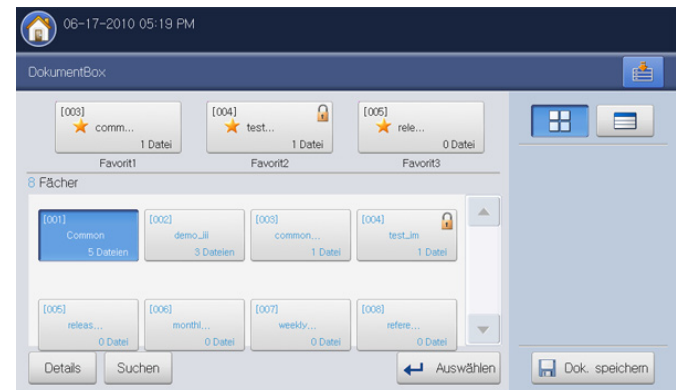 06-17-2010 05:19 PM
DokumentBox
[003] [004] [005]
comm... test... rele...
1 Datei 1 Datei 0 Datei
Favorit1 Favorit2 Favorit3
8 Fächer
[001] [002] [003] [004]
Common demo_iii common... test_im
5 Dateien 3 Dateien 1 Datei 1 Datei
[005] [006] [007] [008]
releas... monthl... weekly... refere...
0 Datei 0 Datei 0 Datei 0 Datei
Details Suchen Auswählen Dok. speichern